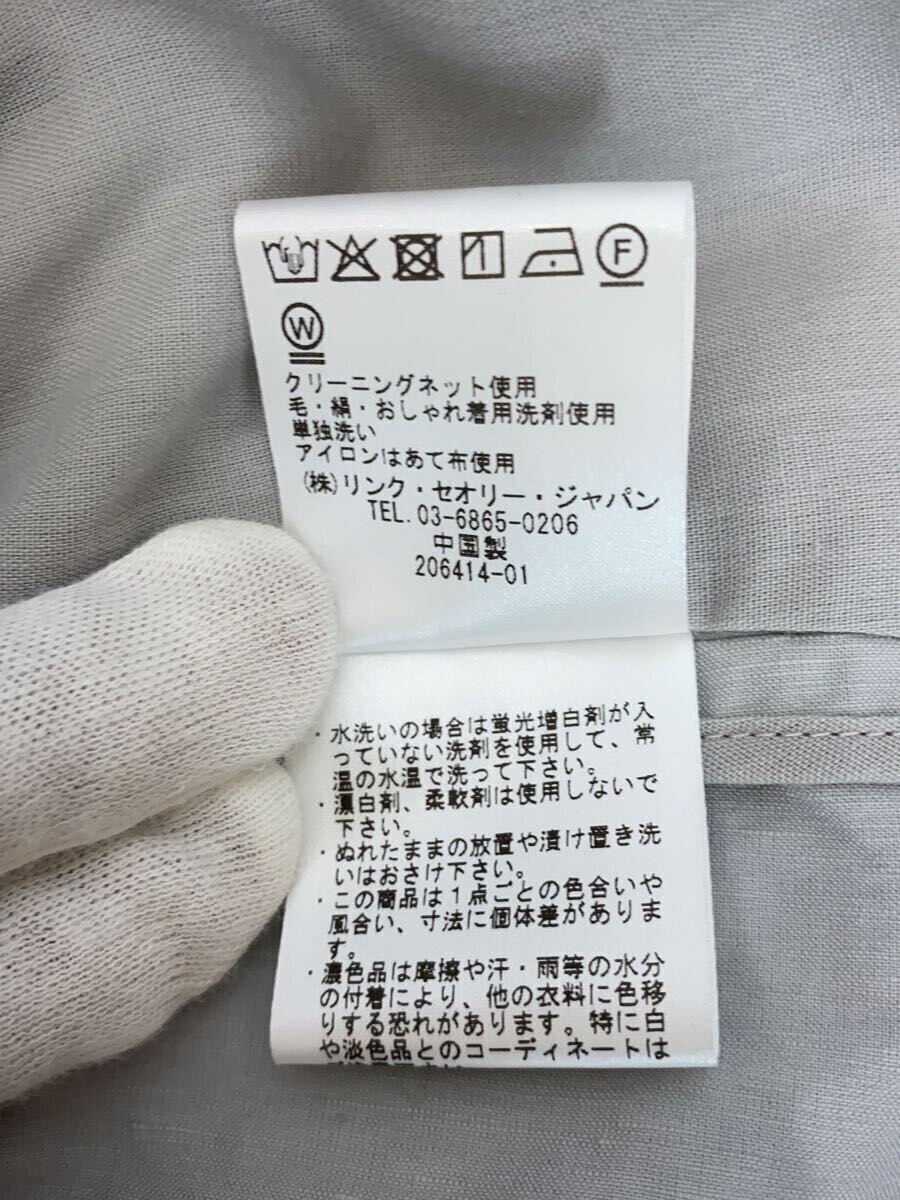 F
W
クリーニングネット使用
毛・絹・おしゃれ着用洗剤使用
単独洗い
アイロンはあて布使用
(株)リンク・セオリー・ジャパン
TEL.03-6865-0206
中国製
206414-01
・水洗いの場合は蛍光増白剤が入
っていない洗剤を使用して、常
温の水温で洗って下さい。
・漂白剤、柔軟剤は使用しないで
下さい。
・ぬれたままの放置や漬け置き洗
いはおさけ下さい。
・この商品は1点ごとの色合いや
風合い、寸法に個体差がありま
す。
・濃色品は摩擦や汗・雨等の水分
の付着により、他の衣料に色移
りする恐れがあります。特に白
や淡色品とのコーディネートは